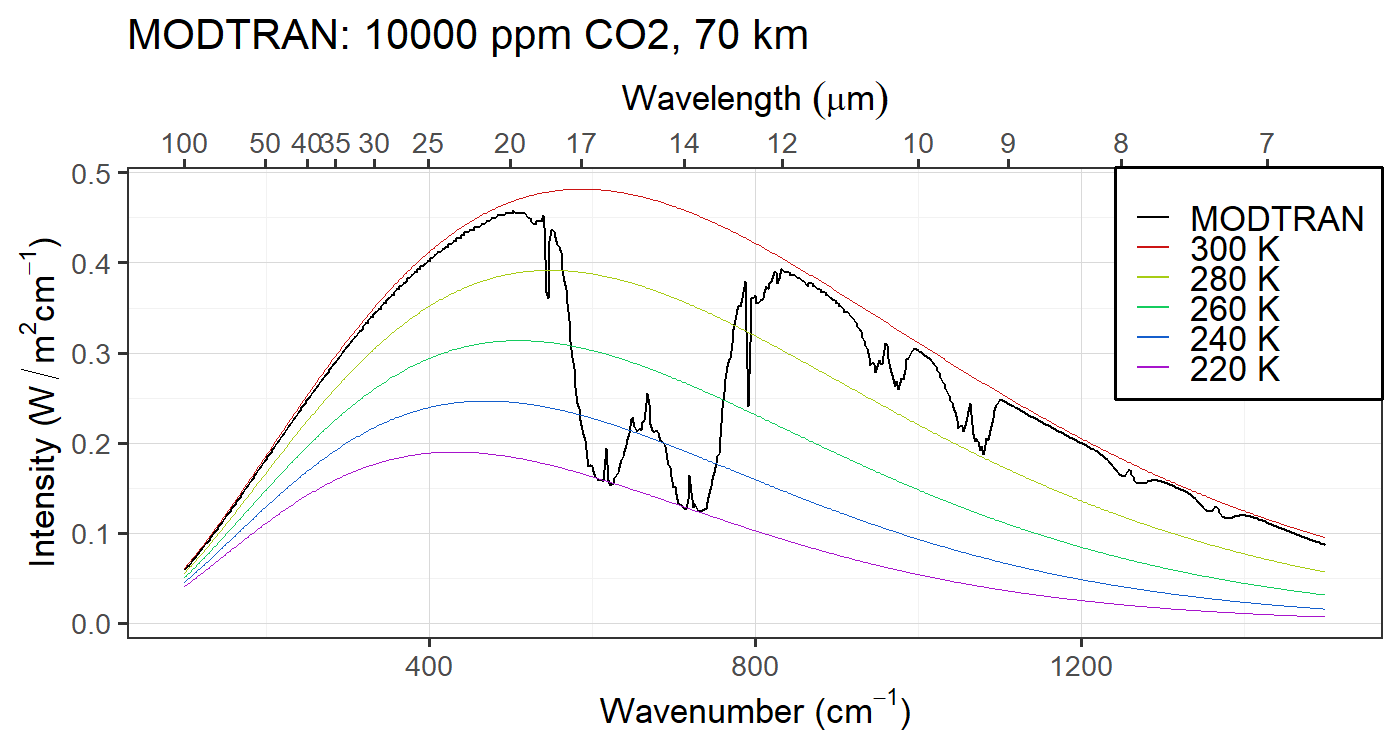 MODTRAN: 10000 ppm CO2, 70 km
Wavelength (μm)
100 50 40 35 30 25 20 17 14 12 10 9 8 7
0.5
0.4
0.3
0.2
0.1
0.0
Intensity (W / m²cm⁻¹)
MODTRAN
300 K
280 K
260 K
240 K
220 K
400 800 1200
Wavenumber (cm⁻¹)